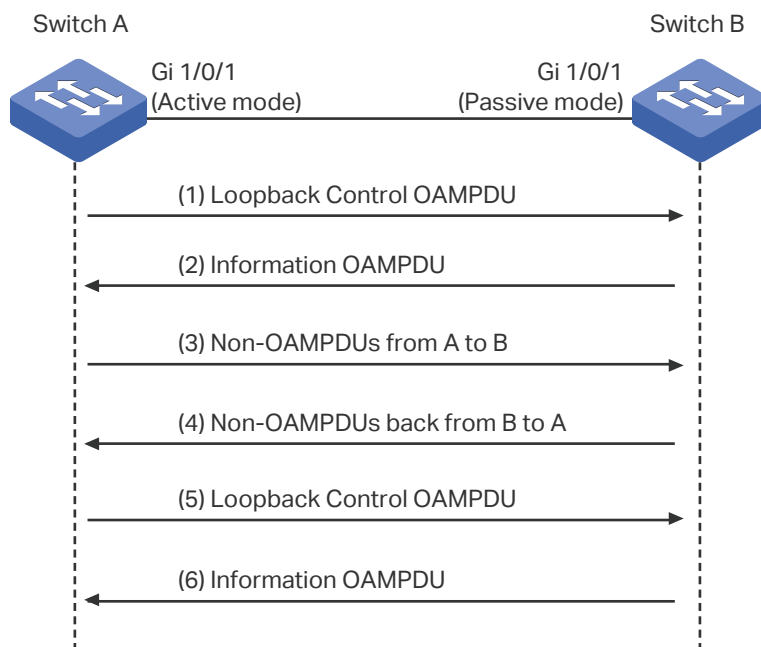 Switch A
Switch B
Gi 1/0/1
(Active mode)
Gi 1/0/1
(Passive mode)
(1) Loopback Control OAMPDU
(2) Information OAMPDU
(3) Non-OAMPDUs from A to B
(4) Non-OAMPDUs back from B to A
(5) Loopback Control OAMPDU
(6) Information OAMPDU